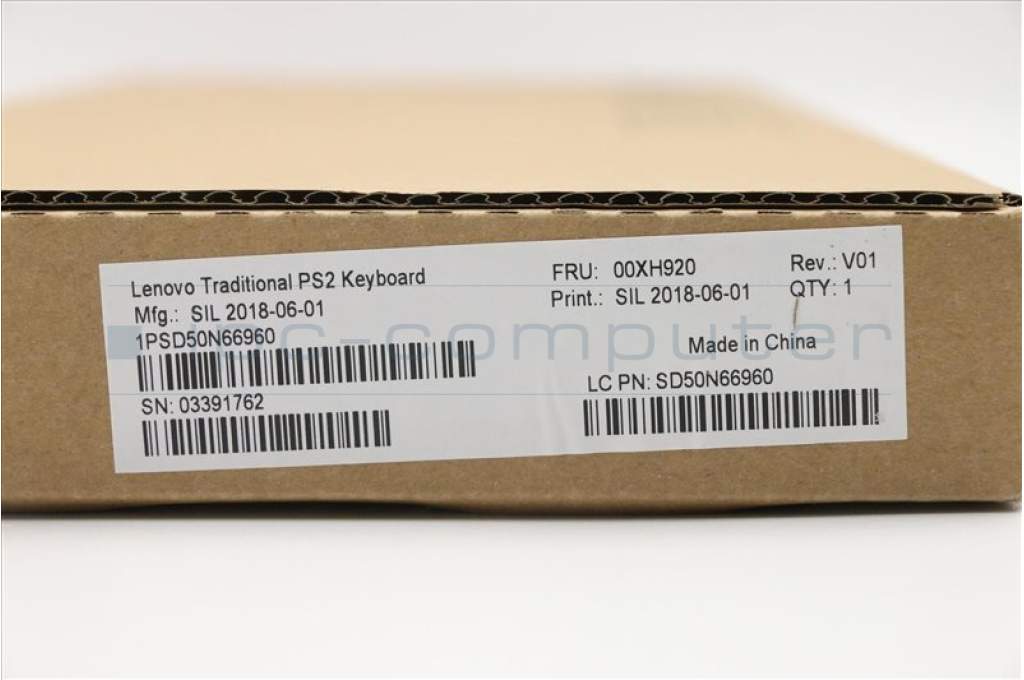 Lenovo Traditional PS2 Keyboard
Mfg.: SIL 2018-06-01
1PSD50N66960
SN: 03391762
FRU: 00XH920
Print.: SIL 2018-06-01
Rev.: V01
QTY: 1
Made in China
LC PN: SD50N66960
ipc-computer